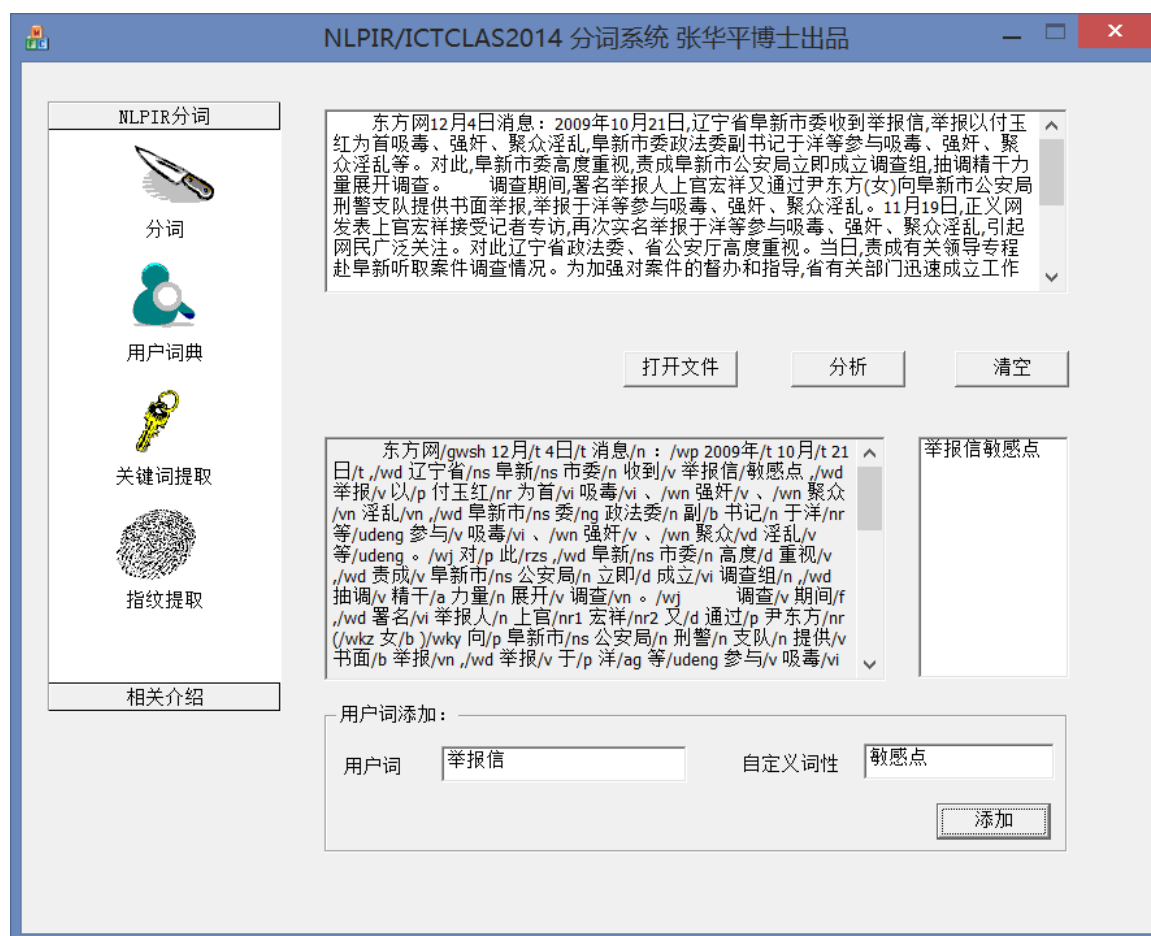 NLPIR/ICTCLAS2014 分词系统 张华平博士出品
NLPIR分词
分词
用户词典
关键词提取
指纹提取
相关介绍
东方网12月4日消息：2009年10月21日,辽宁省阜新市委收到举报信,举报以付玉
红为首吸毒、强奸、聚众淫乱,阜新市委政法委副书记于洋等参与吸毒、强奸、聚
众淫乱等。对此,阜新市委高度重视,责成阜新市公安局立即成立调查组,抽调精干力
量展开调查。 调查期间,署名举报人上官宏祥又通过尹东方(女)向阜新市公安局
刑警支队提供书面举报,举报于洋等参与吸毒、强奸、聚众淫乱。11月19日,正义网
发表上官宏祥接受记者专访,再次实名举报于洋等参与吸毒、强奸、聚众淫乱,引起
网民广泛关注。对此辽宁省政法委、省公安厅高度重视。当日,责成有关领导专程
赴阜新听取案件调查情况。为加强对案件的督办和指导,省有关部门迅速成立工作
打开文件
分析
清空
东方网/gwsh 12月/t 4日/t 消息/n ：/wp 2009年/t 10月/t 21
日/t ,/wd 辽宁省/ns 阜新/ns 市委/n 收到/v 举报信/敏感点 ,/wd
举报/v 以/p 付玉红/nr 为首/vi 吸毒/vi 、/wn 强奸/v 、/wn 聚众
/vn 淫乱/vn ,/wd 阜新市/ns 委/ng 政法委/n 副/b 书记/n 于洋/nr
等/udeng 参与/v 吸毒/vi 、/wn 强奸/v 、/wn 聚众/vd 淫乱/v
等/udeng 。/wj 对/p 此/rzs ,/wd 阜新/ns 市委/n 高度/d 重视/v
,/wd 责成/v 阜新市/ns 公安局/n 立即/d 成立/vi 调查组/n ,/wd
抽调/v 精干/a 力量/n 展开/v 调查/vn 。/wj 调查/v 期间/f
,/wd 署名/vi 举报人/n 上官/nr1 宏祥/nr2 又/d 通过/p 尹东方/nr
(/wkz 女/b )/wky 向/p 阜新市/ns 公安局/n 刑警/n 支队/n 提供/v
书面/b 举报/vn ,/wd 举报/v 于/p 洋/ag 等/udeng 参与/v 吸毒/vi
举报信敏感点
用户词添加：
用户词
举报信
自定义词性
敏感点
添加